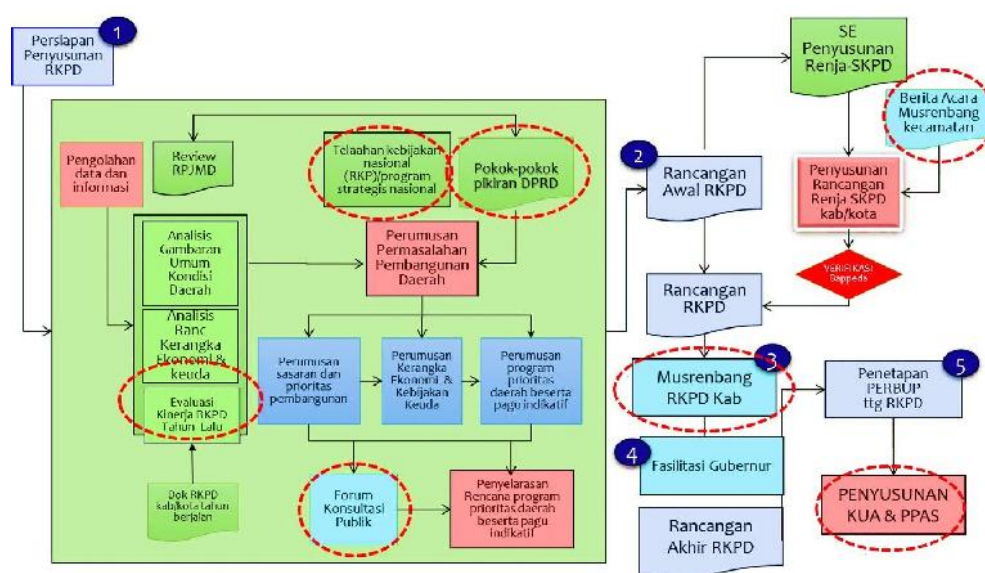 Persiapan
Penyusunan
RKPD
1
SE
Penyusunan
Renja-SKPD
Berita Acara
Musrenbang
kecamatan
Pengolahan
data dan
informasi
Review
RPJMD
Telaahan kebijakan
nasional
(RKP)/program
strategis nasional
Pokok-pokok
pikiran DPRD
2
Rancangan
Awal RKPD
Penyusunan
Rancangan
Renja SKPD
kab/kota
Analisis
Gambaran
Umum
Kondisi
Daerah
Perumusan
Permasalahan
Pembangunan
Daerah
VERIFIKASI
Bappeda
Rancangan
RKPD
Analisis
Ranc
Kerangka
Ekonomi &
keuda
Perumusan
sasaran dan
prioritas
pembangunan
Perumusan
Kerangka
Ekonomi &
Kebijakan
Keuda
Perumusan
program
prioritas
daerah beserta
pagu indikatif
3
Musrenbang
RKPD Kab
5
Penetapan
PERBUP
ttg RKPD
Evaluasi
Kinerja RKPD
Tahun Lalu
4
Fasilitasi Gubernur
Dok RKPD
kab/kota tahun
berjalan
Forum
Konsultasi
Publik
Penyelarasan
Rencana program
prioritas daerah
beserta pagu
indikatif
Rancangan
Akhir RKPD
PENYUSUNAN
KUA & PPAS